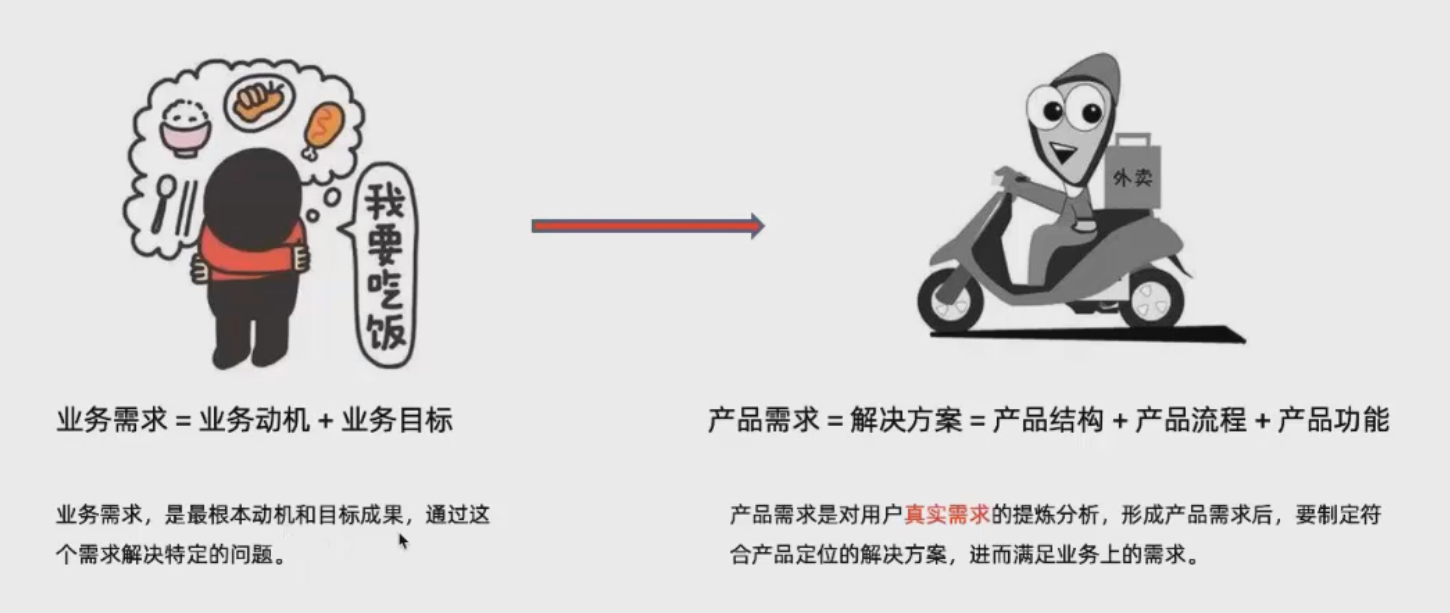 我要吃饭
外卖
业务需求 = 业务动机 + 业务目标
产品需求 = 解决方案 = 产品结构 + 产品流程 + 产品功能
业务需求，是最根本动机和目标成果，通过这
个需求解决特定的问题。
产品需求是对用户真实需求的提炼分析，形成产品需求后，要制定符
合产品定位的解决方案，进而满足业务上的需求。